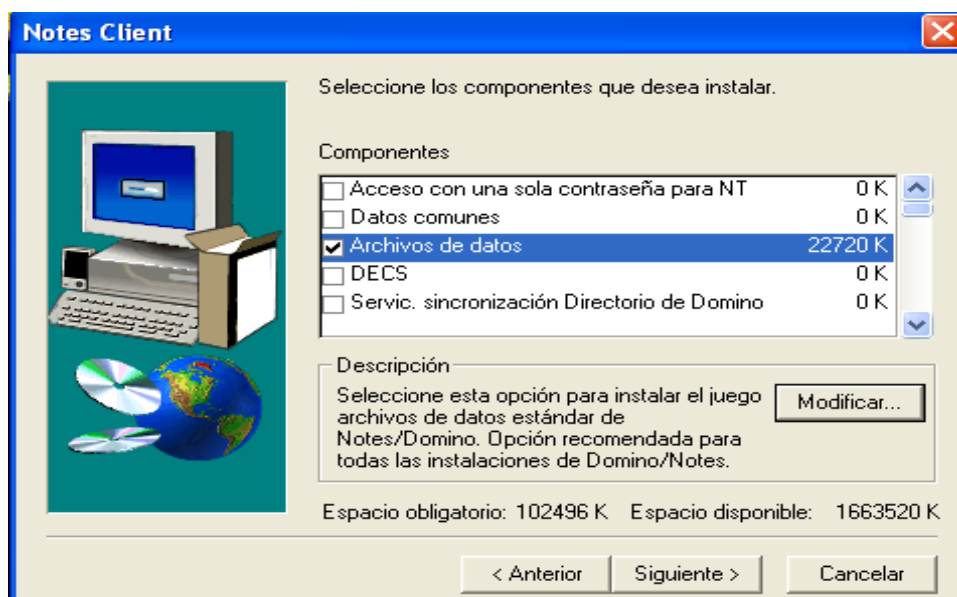 Notes Client
Seleccione los componentes que desea instalar.
Componentes
Acceso con una sola contraseña para NT 0 K
Datos comunes 0 K
Archivos de datos 22720 K
DECS 0 K
Servic. sincronización Directorio de Domino 0 K
Descripción
Seleccione esta opción para instalar el juego
archivos de datos estándar de
Notes/Domino. Opción recomendada para
todas las instalaciones de Domino/Notes.
Modificar...
Espacio obligatorio: 102496 K Espacio disponible: 1663520 K
< Anterior Siguiente > Cancelar